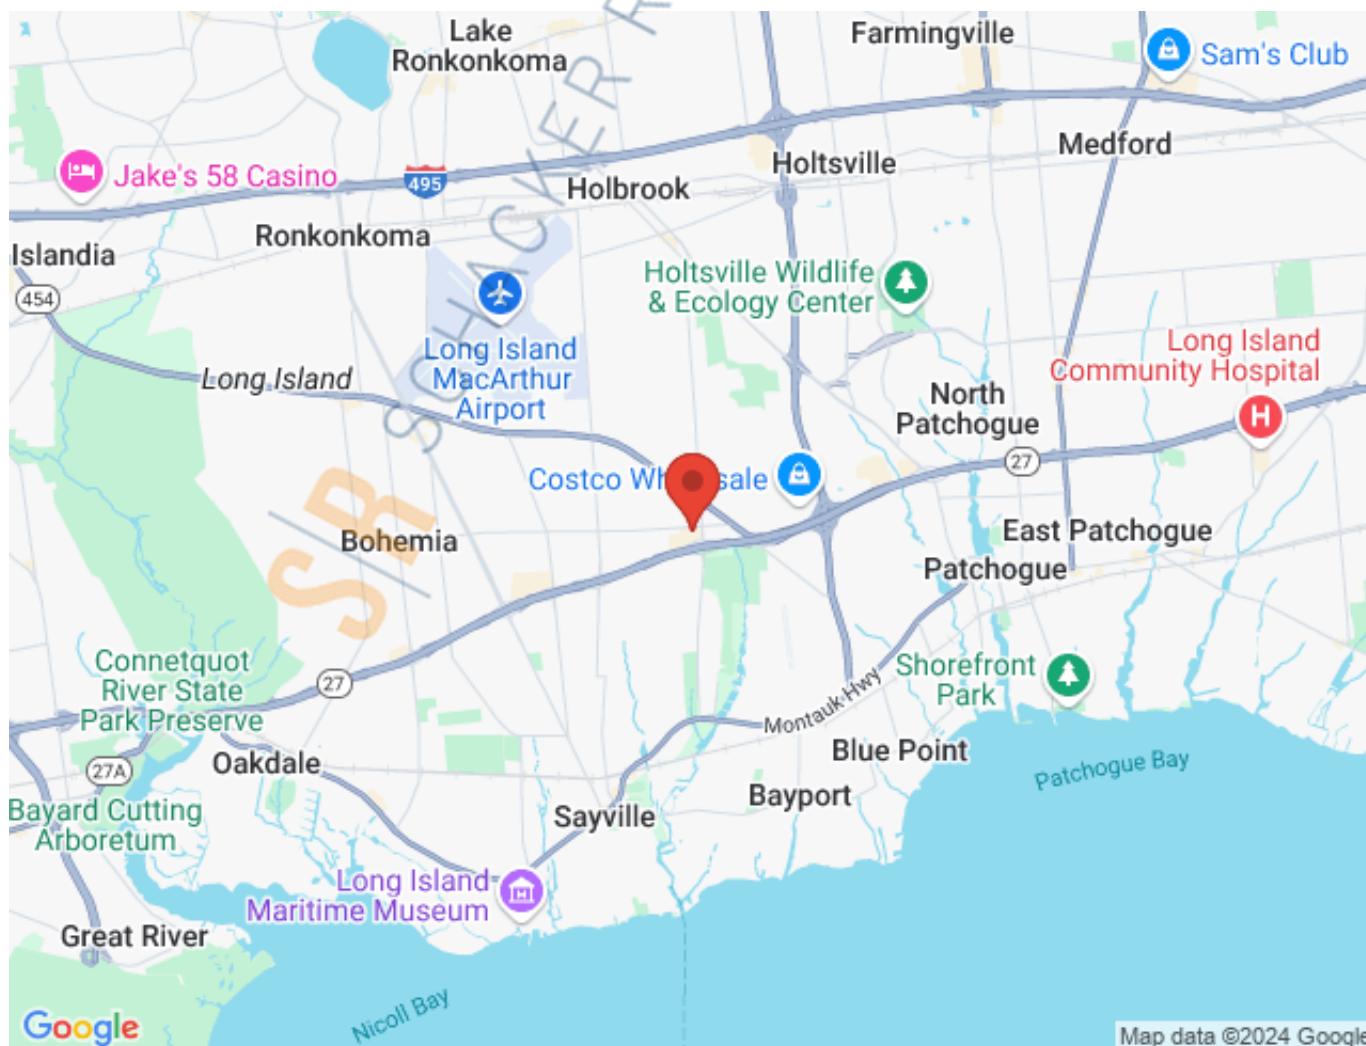 Lake
Ronkonkoma
Farmingville
Sam's Club
Medford
Holtsville
Jake's 58 Casino
495
Holbrook
Ronkonkoma
Islandia
454
Holtsville Wildlife
& Ecology Center
Long Island
MacArthur
Airport
Long Island
Long Island
Community Hospital
H
North
Patchogue
27
Costco Wh sale
Bohemia
East Patchogue
Patchogue
SR
SCHACKER R
Connetquot
River State
Park Preserve
27
Shorefront
Park
Montauk Hwy
Blue Point
Patchogue Bay
27A
Oakdale
Bayport
Bayard Cutting
Arboretum
Sayville
Long Island
Maritime Museum
Great River
Nicoll Bay
Google
Map data ©2024 Google